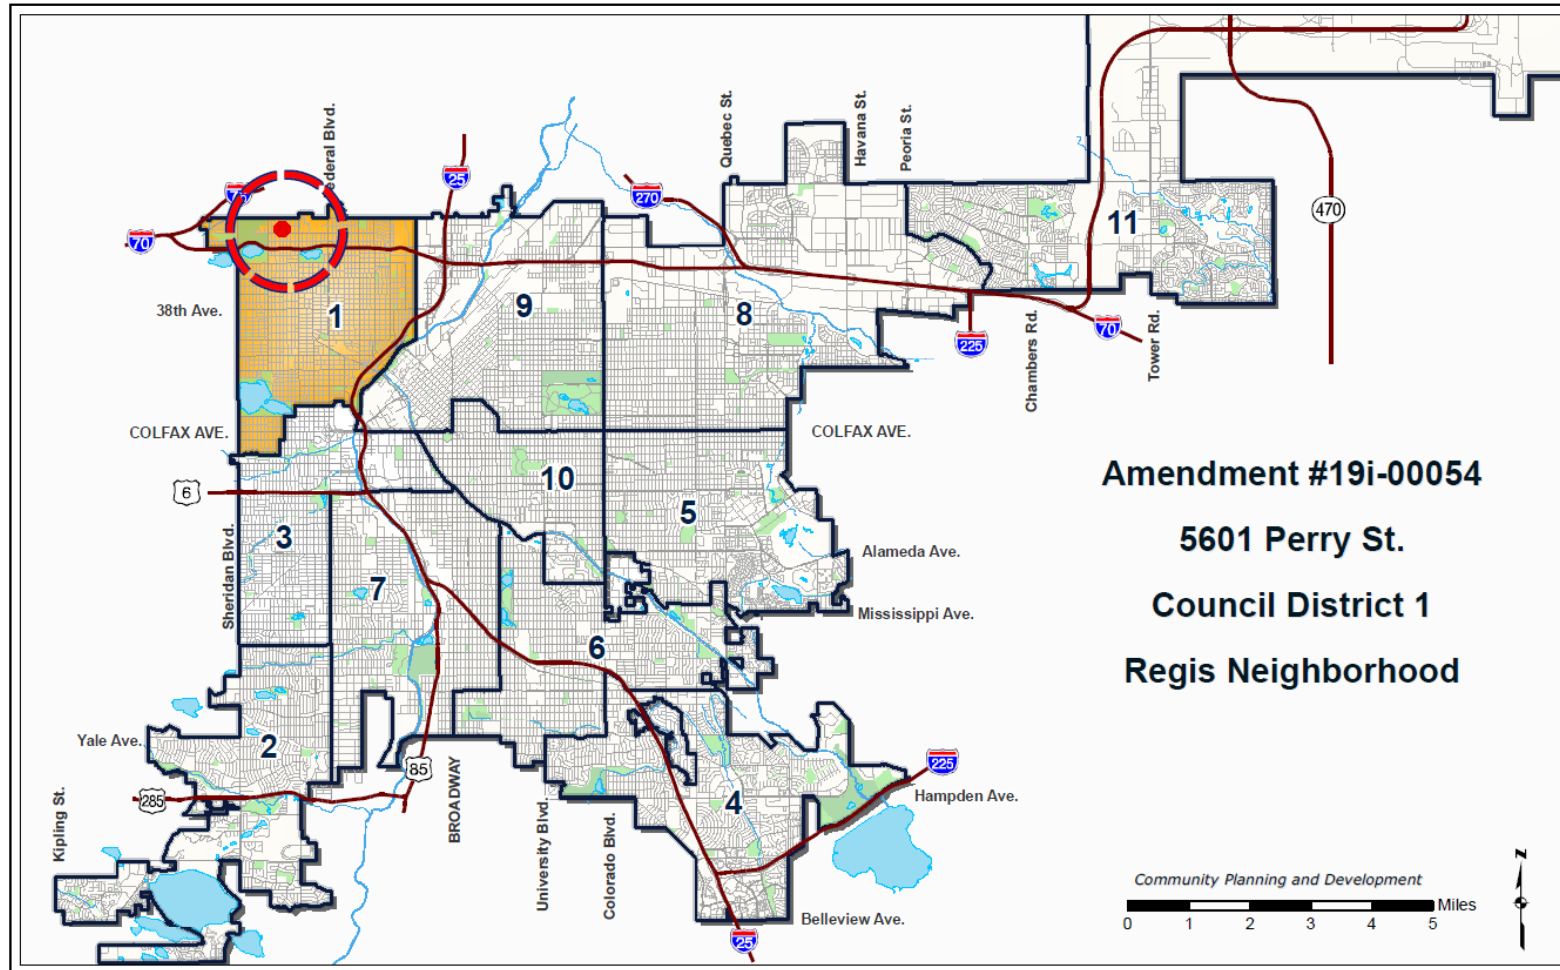 Federal Blvd.
Quebec St.
Havana St.
Peoria St.
25
270
70
70
470
11
9
8
1
38th Ave.
225
70
Chambers Rd.
Tower Rd.
COLFAX AVE.
COLFAX AVE.
10
5
6
3
7
Sheridan Blvd.
Alameda Ave.
Mississippi Ave.
6
2
Yale Ave.
85
285
BROADWAY
University Blvd.
Colorado Blvd.
4
225
Hampden Ave.
Kipling St.
Belleview Ave.
25
Amendment #19i-00054
5601 Perry St.
Council District 1
Regis Neighborhood
Community Planning and Development
Miles
0 1 2 3 4 5
N